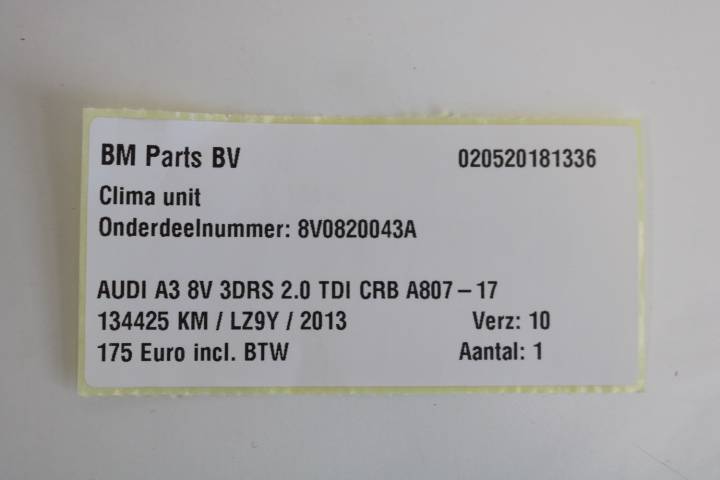 BM Parts BV 020520181336
Clima unit
Onderdeelnummer: 8V0820043A
AUDI A3 8V 3DRS 2.0 TDI CRB A807 – 17
134425 KM / LZ9Y / 2013 Verz: 10
175 Euro incl. BTW Aantal: 1